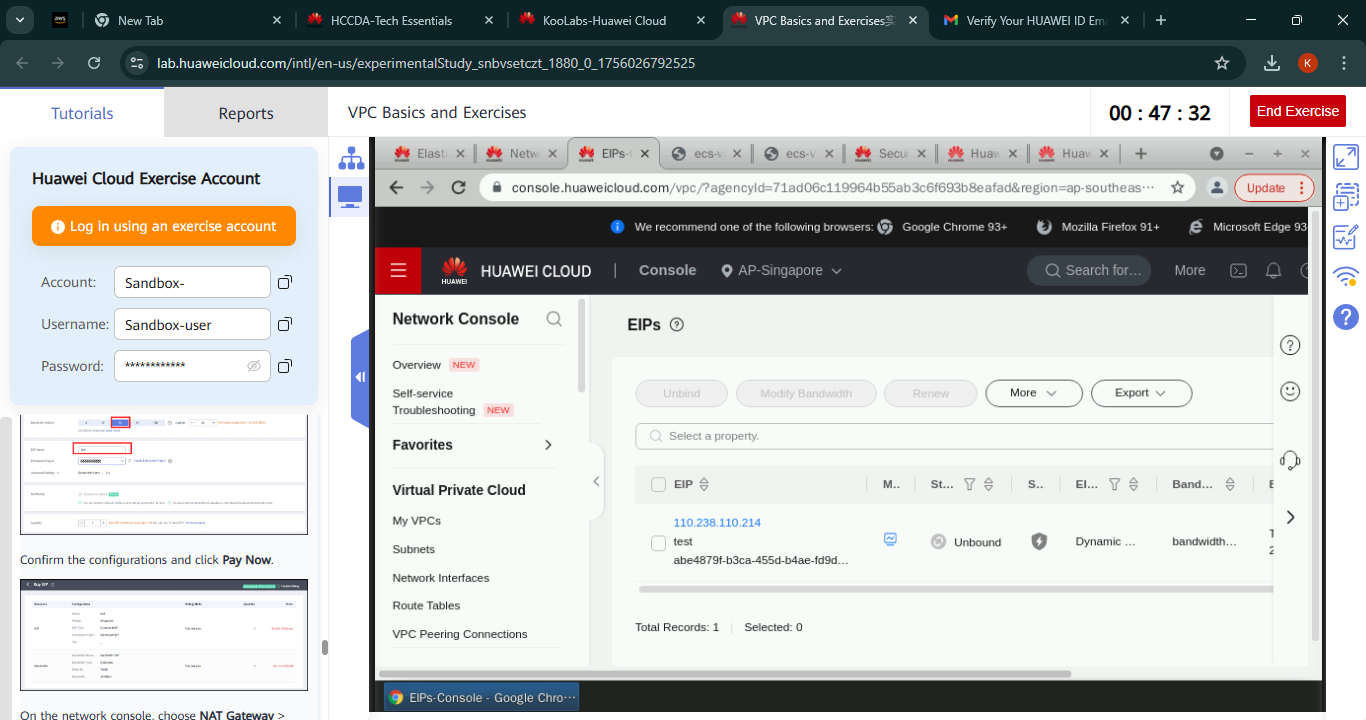 aws
New Tab
HCCDA-Tech Essentials
KooLabs-Huawei Cloud
VPC Basics and Exercises
Verify Your HUAWEI ID Em
lab.huaweicloud.com/intl/en-us/experimentalStudy_snbvsetczt_1880_0_1756026792525
K
Tutorials
Reports
VPC Basics and Exercises
00 : 47 : 32
End Exercise
Huawei Cloud Exercise Account
Log in using an exercise account
Account:
Sandbox-
Username:
Sandbox-user
Password:
************
Confirm the configurations and click Pay Now.
Buy EIP
On the network console, choose NAT Gateway >
Elasti
Netw
EIPs-
ecs-v
ecs-v
Secur
Huaw
Huaw
console.huaweicloud.com/vpc/?agencyId=71ad06c119964b55ab3c6f693b8eafad&region=ap-southeas···
Update
We recommend one of the following browsers:
Google Chrome 93+
Mozilla Firefox 91+
Microsoft Edge 93
HUAWEI
HUAWEI CLOUD
Console
AP-Singapore
Search for...
More
Network Console
Overview NEW
Self-service
Troubleshooting NEW
Favorites
Virtual Private Cloud
My VPCs
Subnets
Network Interfaces
Route Tables
VPC Peering Connections
EIPs
Unbind
Modify Bandwidth
Renew
More
Export
Select a property.
EIP
M..
St...
S..
EI...
Band...
110.238.110.214
test
abe4879f-b3ca-455d-b4ae-fd9d...
Unbound
Dynamic ...
bandwidth...
Total Records: 1
Selected: 0
EIPs-Console - Google Chro···